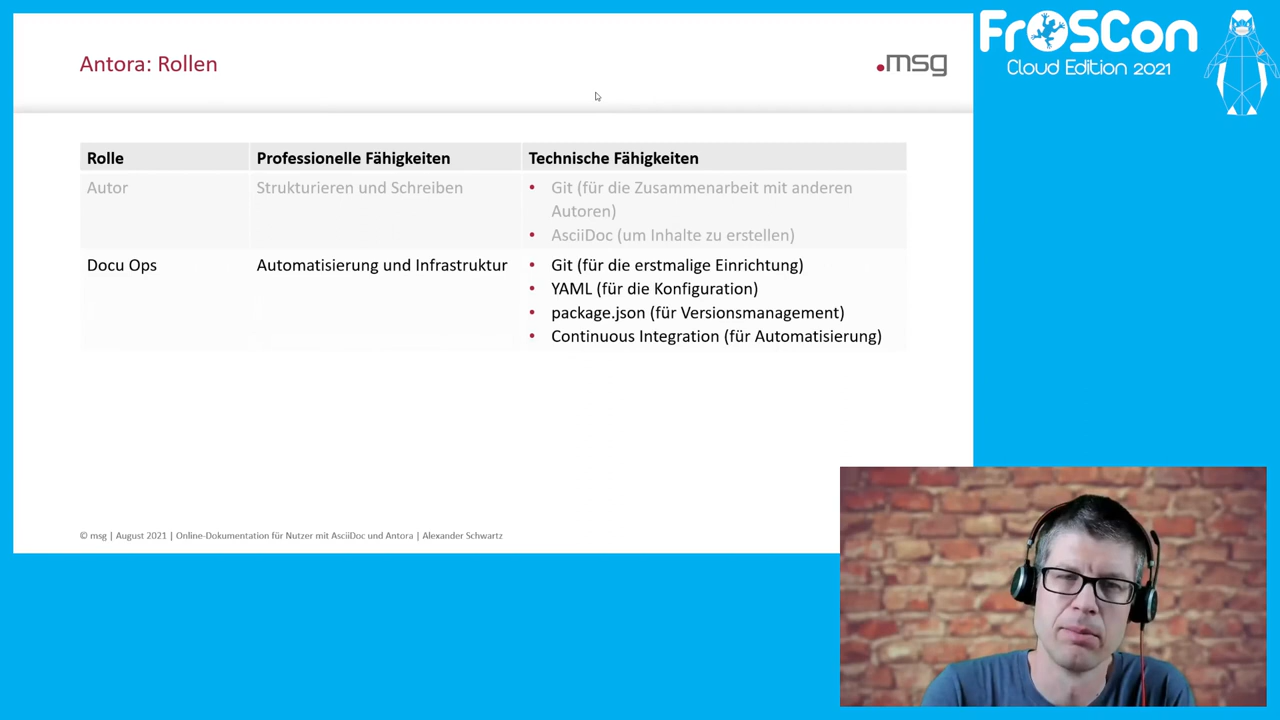 Antora: Rollen
.msg
FrOSCon
Cloud Edition 2021
Rolle
Professionelle Fähigkeiten
Technische Fähigkeiten
Autor
Strukturieren und Schreiben
• Git (für die Zusammenarbeit mit anderen
Autoren)
• AsciiDoc (um Inhalte zu erstellen)
Docu Ops
Automatisierung und Infrastruktur
• Git (für die erstmalige Einrichtung)
• YAML (für die Konfiguration)
• package.json (für Versionsmanagement)
• Continuous Integration (für Automatisierung)
© msg | August 2021 | Online-Dokumentation für Nutzer mit AsciiDoc und Antora | Alexander Schwartz